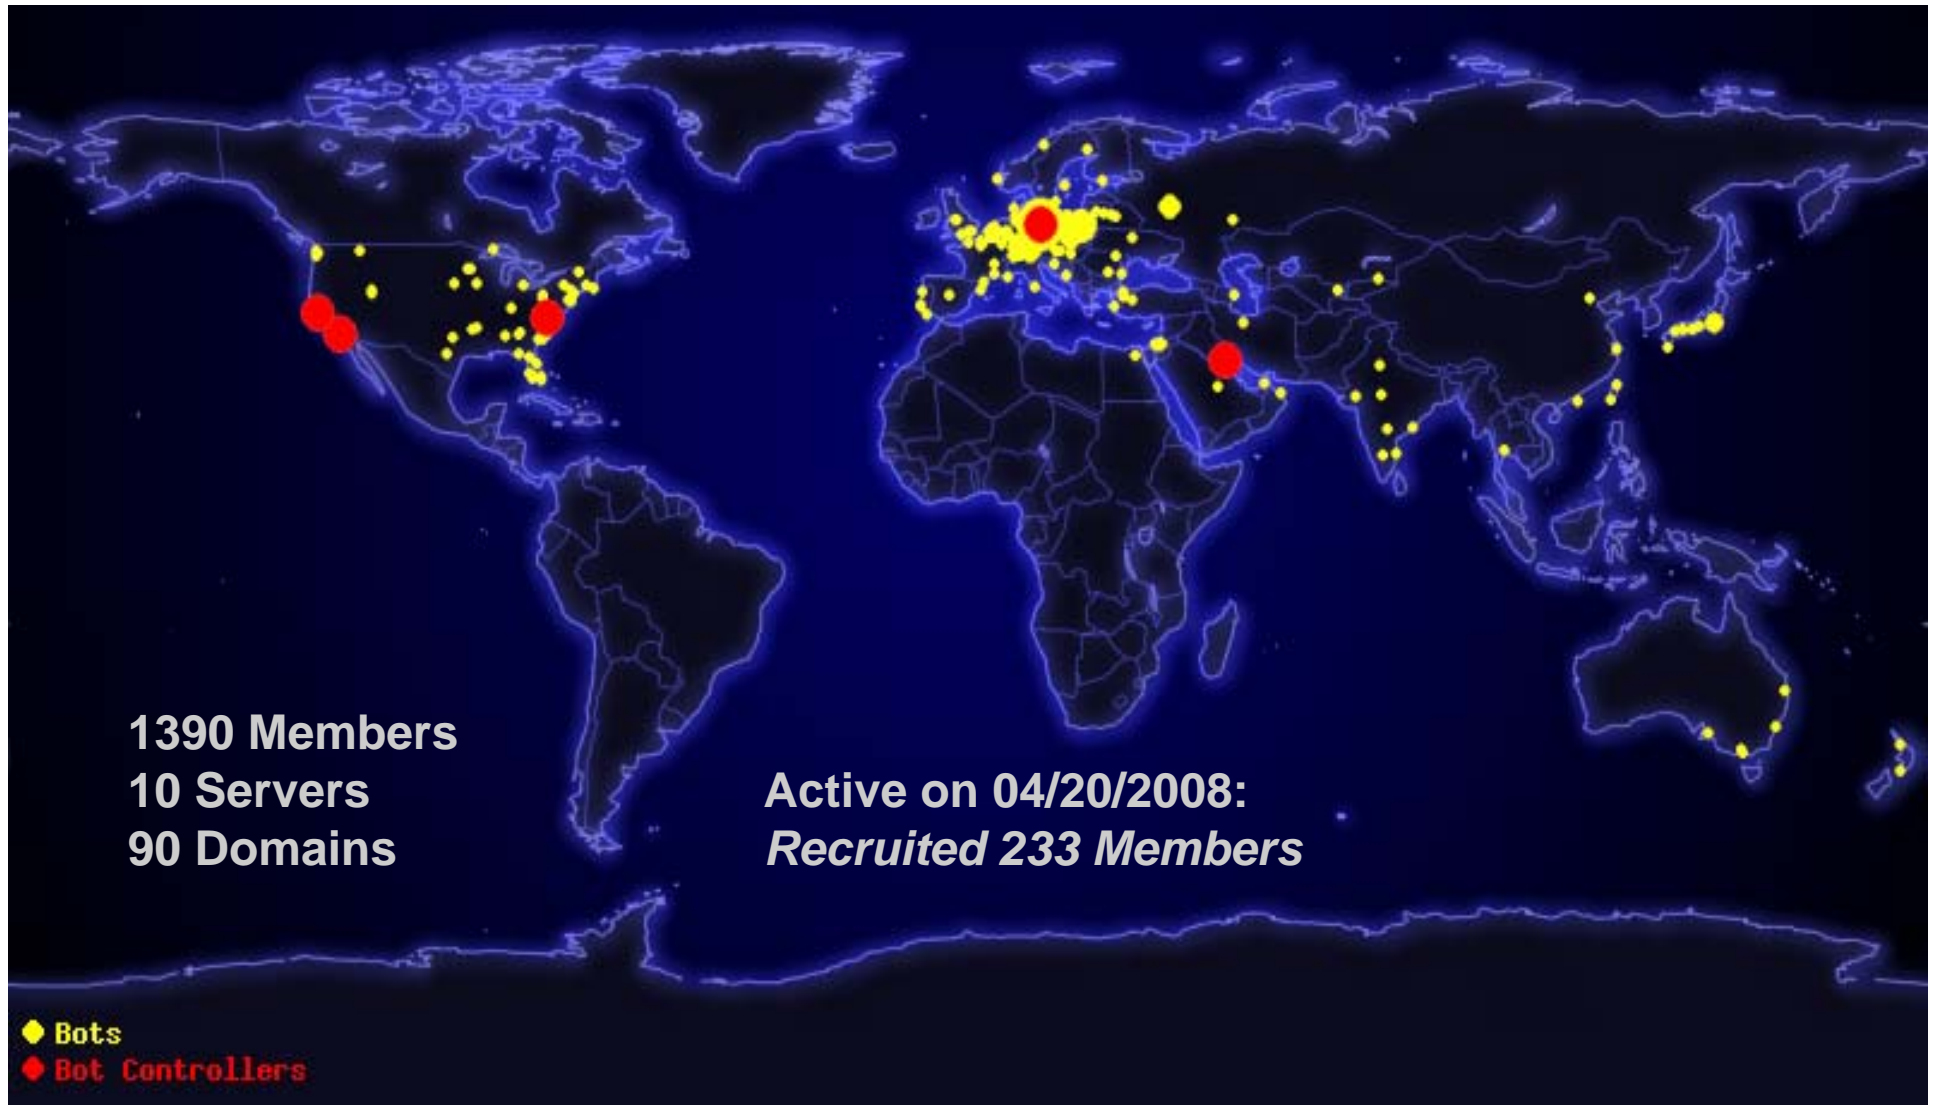 1390 Members
10 Servers
90 Domains
Active on 04/20/2008:
Recruited 233 Members
Bots
Bot Controllers